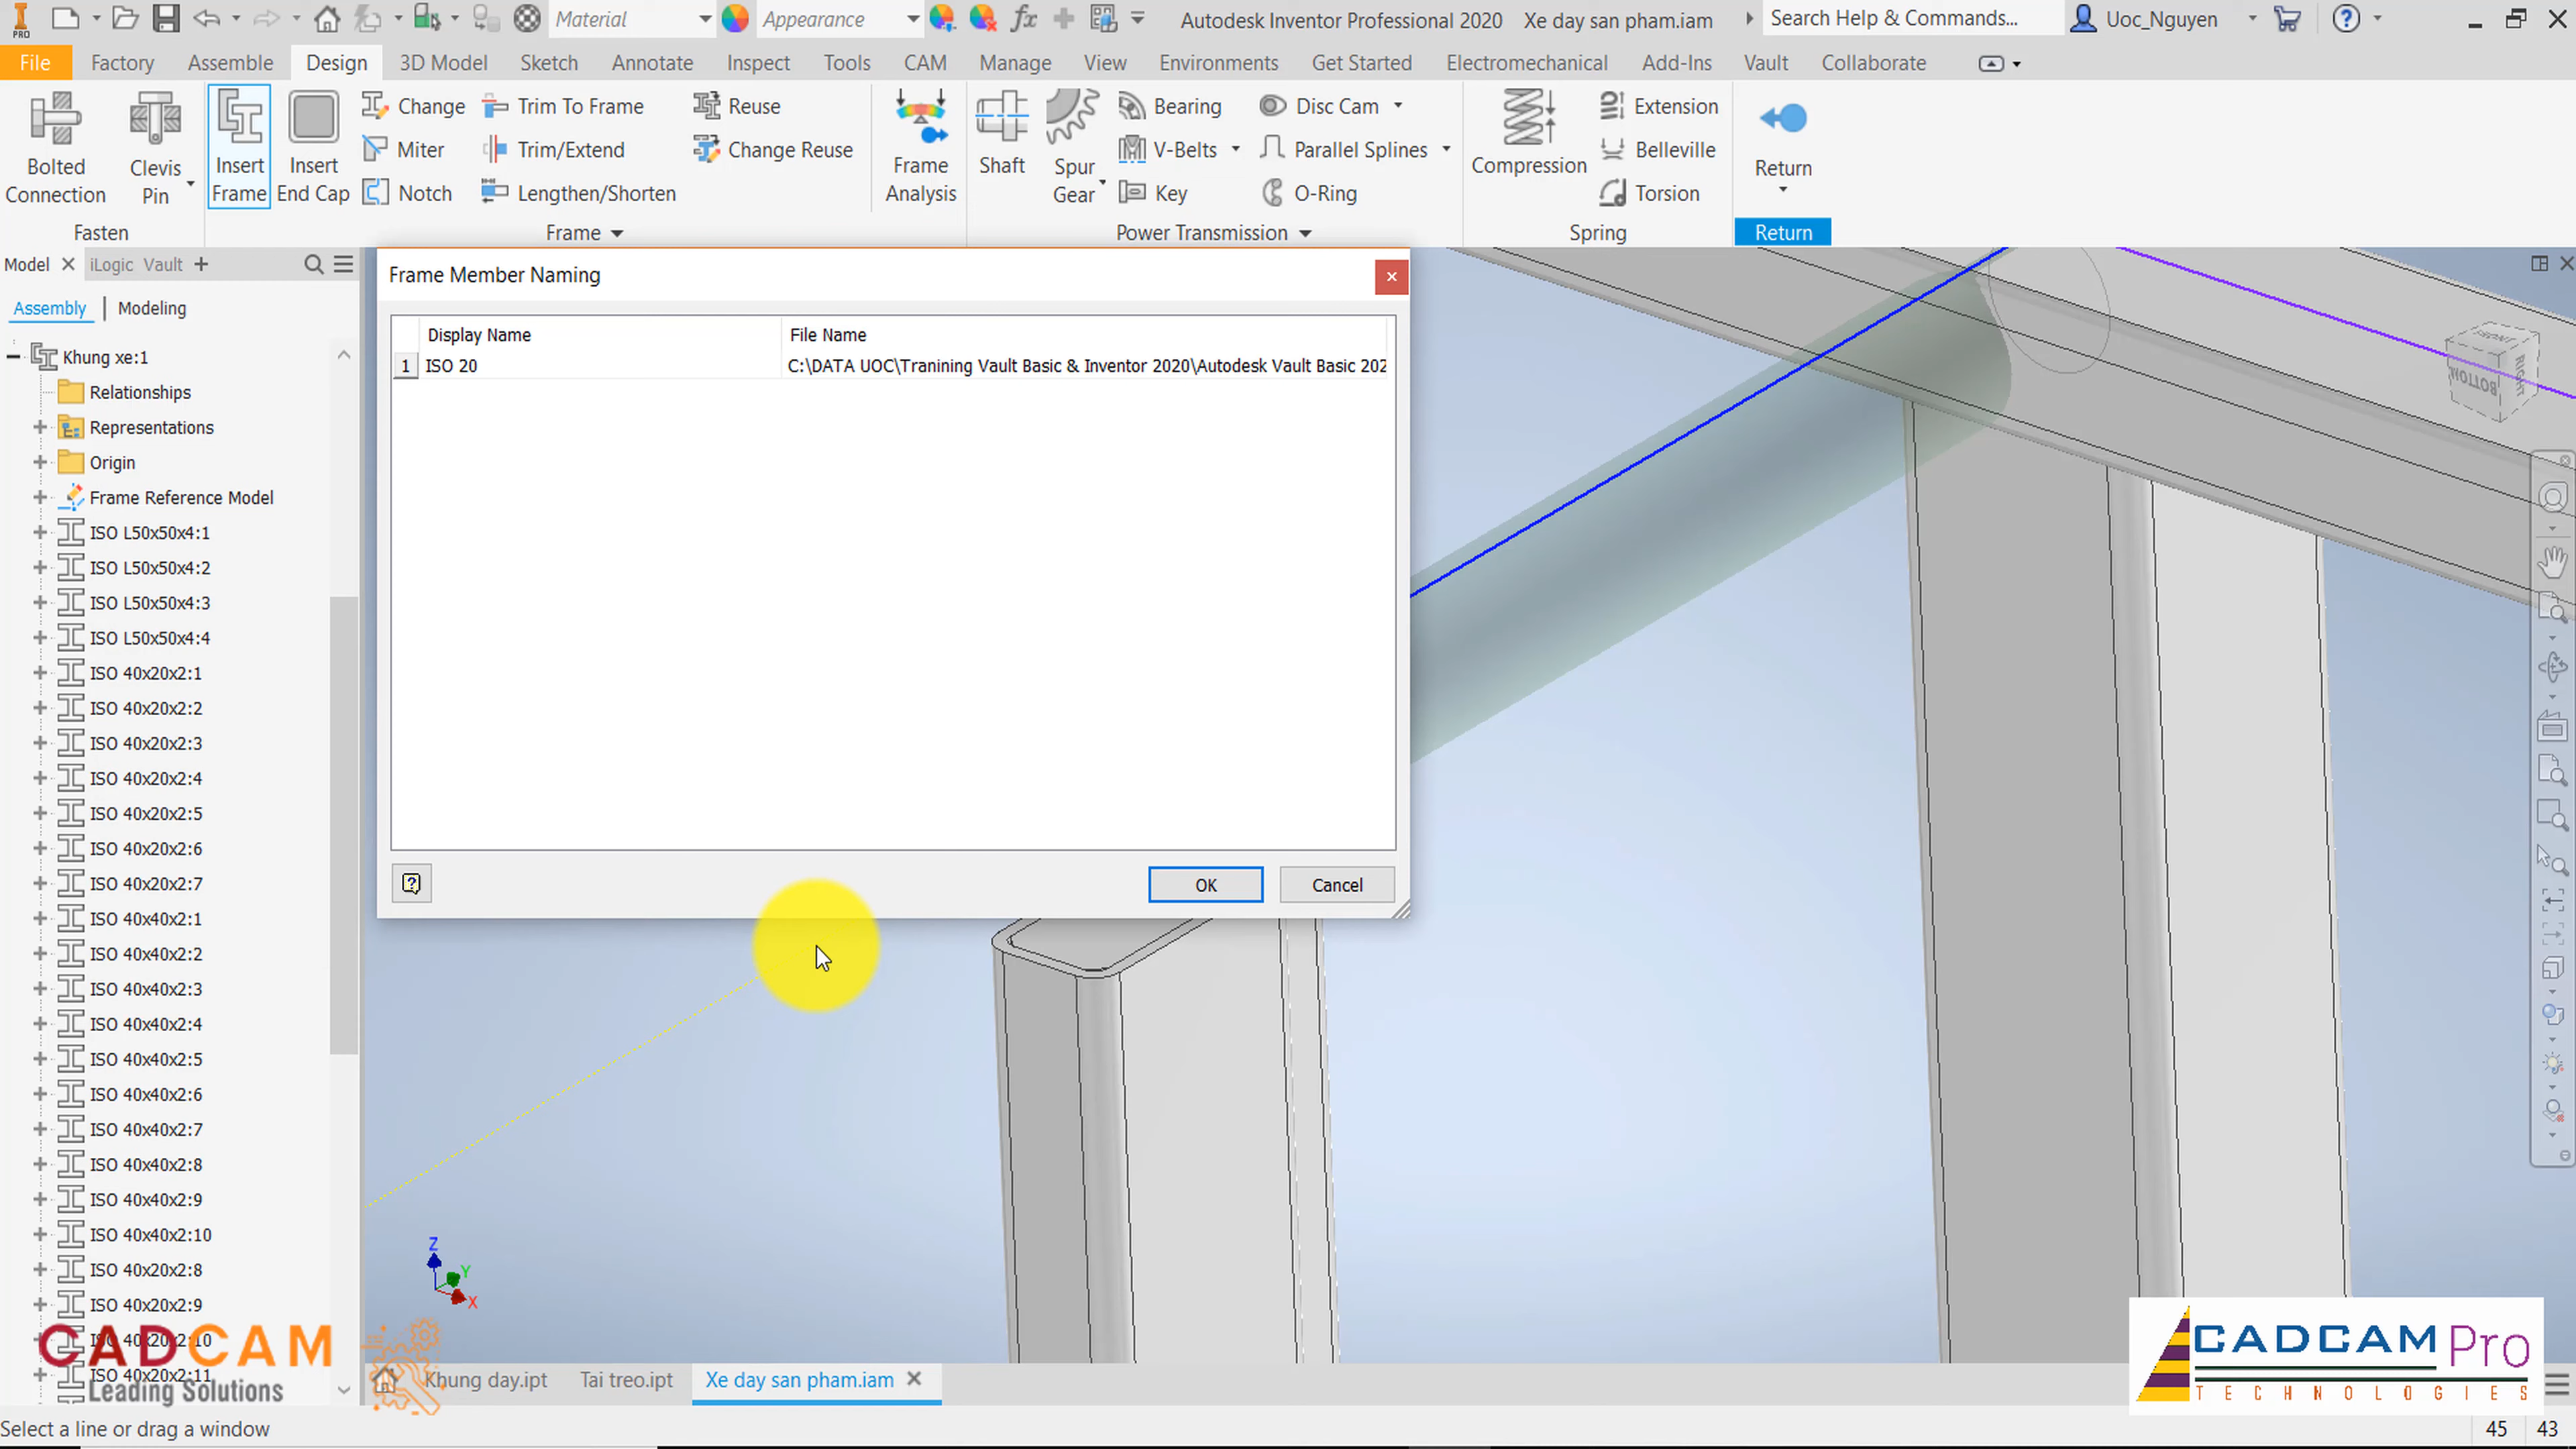 PRO Material Appearance fx Autodesk Inventor Professional 2020 Xe day san pham.iam Search Help & Commands... Uoc_Nguyen
File Factory Assemble Design 3D Model Sketch Annotate Inspect Tools CAM Manage View Environments Get Started Electromechanical Add-Ins Vault Collaborate
Bolted Connection
Clevis Pin
Insert Frame
Insert End Cap
Change
Miter
Notch
Trim To Frame
Trim/Extend
Lengthen/Shorten
Reuse
Change Reuse
Frame Analysis
Shaft
Spur Gear
Bearing
V-Belts
Key
Disc Cam
Parallel Splines
O-Ring
Compression
Extension
Belleville
Torsion
Return
Fasten Frame Power Transmission Spring Return
Model iLogic Vault +
Assembly | Modeling
Khung xe:1
Relationships
Representations
Origin
Frame Reference Model
ISO L50x50x4:1
ISO L50x50x4:2
ISO L50x50x4:3
ISO L50x50x4:4
ISO 40x20x2:1
ISO 40x20x2:2
ISO 40x20x2:3
ISO 40x20x2:4
ISO 40x20x2:5
ISO 40x20x2:6
ISO 40x20x2:7
ISO 40x40x2:1
ISO 40x40x2:2
ISO 40x40x2:3
ISO 40x40x2:4
ISO 40x40x2:5
ISO 40x40x2:6
ISO 40x40x2:7
ISO 40x40x2:8
ISO 40x40x2:9
ISO 40x40x2:10
ISO 40x20x2:8
ISO 40x20x2:9
ISO 40x20x2:10
ISO 40x20x2:11
Frame Member Naming
Display Name File Name
1 ISO 20 C:\DATA UOC\Tranining Vault Basic & Inventor 2020\Autodesk Vault Basic 202
OK Cancel
BOTTOM
RIGHT
Z
Y
X
CADCAM
Leading Solutions
Khung day.ipt Tai treo.ipt Xe day san pham.iam
CADCAM Pro
TECHNOLOGIES
Select a line or drag a window
45 43